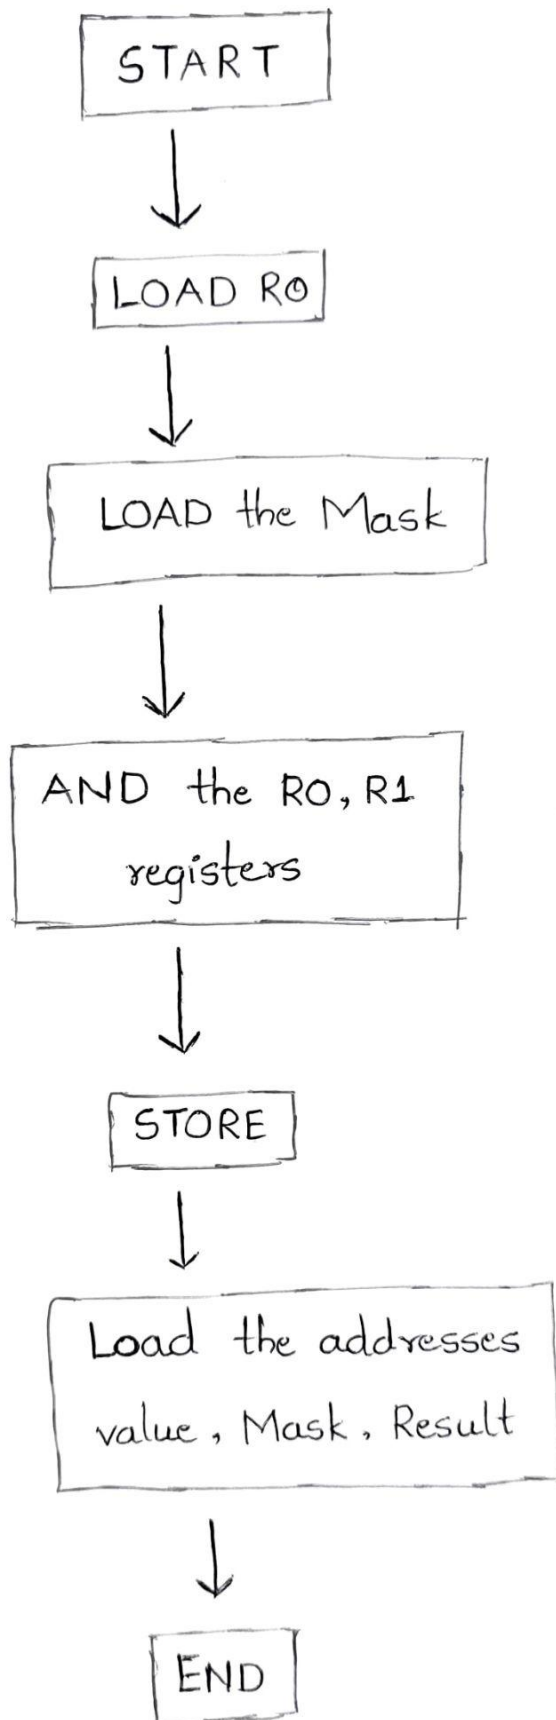 START
LOAD R0
LOAD the Mask
AND the R0, R1
registers
STORE
Load the addresses
value, Mask, Result
END